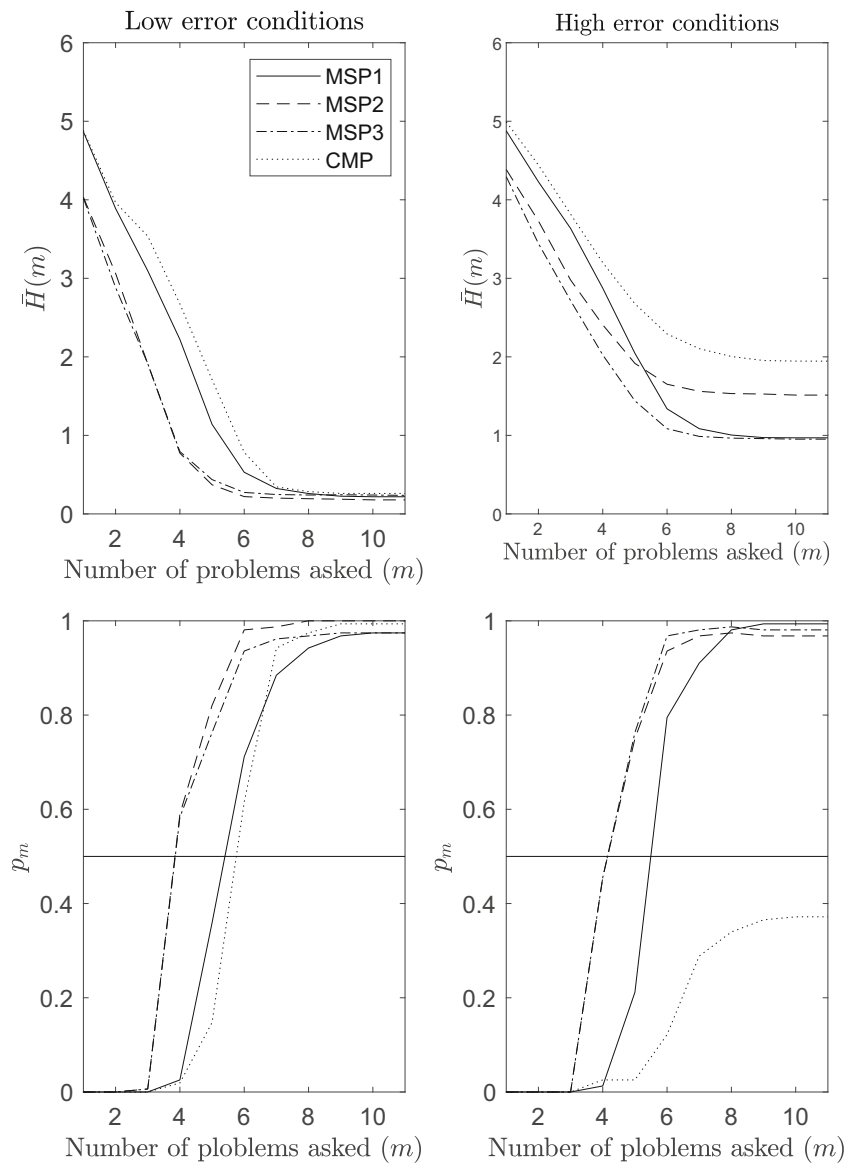 Low error conditions
6
5
4
3
2
1
0
H̄(m)
MSP1
MSP2
MSP3
CMP
2 4 6 8 10
Number of problems asked (m)
High error conditions
6
5
4
3
2
1
0
H̄(m)
2 4 6 8 10
Number of problems asked (m)
1
0.8
0.6
0.4
0.2
0
pm
2 4 6 8 10
Number of ploblems asked (m)
1
0.8
0.6
0.4
0.2
0
pm
2 4 6 8 10
Number of ploblems asked (m)